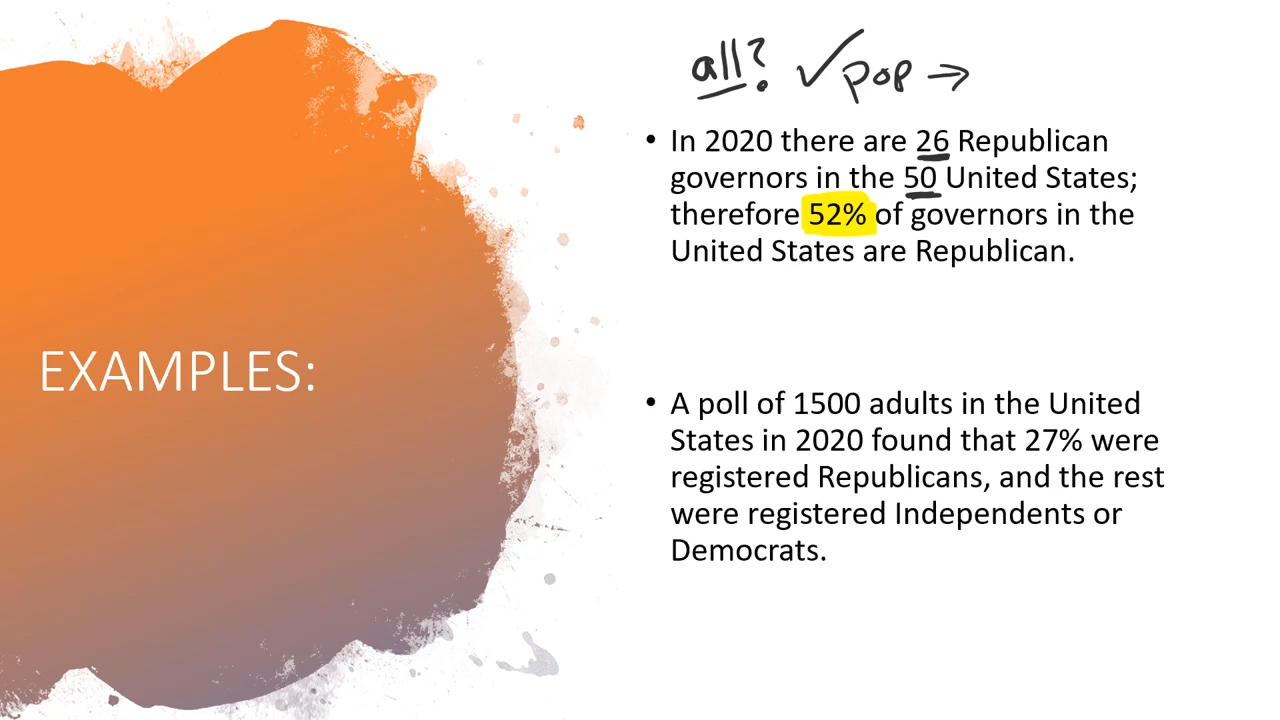 EXAMPLES:
all? ✓pop →
• In 2020 there are 26 Republican
governors in the 50 United States;
therefore 52% of governors in the
United States are Republican.
• A poll of 1500 adults in the United
States in 2020 found that 27% were
registered Republicans, and the rest
were registered Independents or
Democrats.